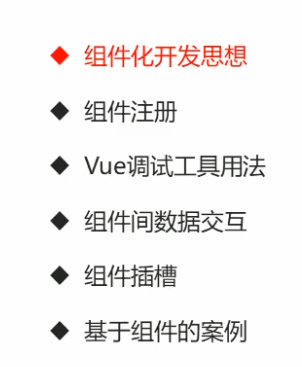 ◆ 组件化开发思想
◆ 组件注册
◆ Vue调试工具用法
◆ 组件间数据交互
◆ 组件插槽
◆ 基于组件的案例